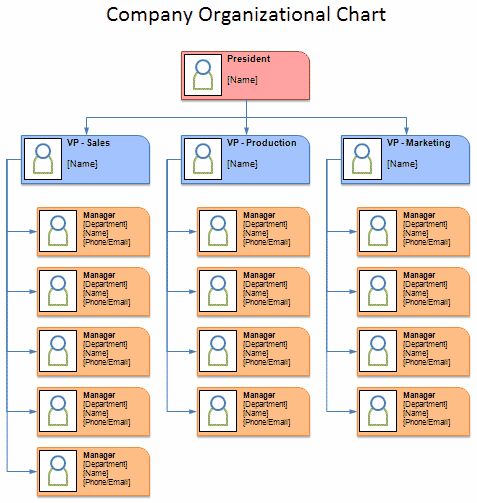 Company Organizational Chart
President
[Name]
VP - Sales
[Name]
VP - Production
[Name]
VP - Marketing
[Name]
Manager
[Department]
[Name]
[Phone/Email]
Manager
[Department]
[Name]
[Phone/Email]
Manager
[Department]
[Name]
[Phone/Email]
Manager
[Department]
[Name]
[Phone/Email]
Manager
[Department]
[Name]
[Phone/Email]
Manager
[Department]
[Name]
[Phone/Email]
Manager
[Department]
[Name]
[Phone/Email]
Manager
[Department]
[Name]
[Phone/Email]
Manager
[Department]
[Name]
[Phone/Email]
Manager
[Department]
[Name]
[Phone/Email]
Manager
[Department]
[Name]
[Phone/Email]
Manager
[Department]
[Name]
[Phone/Email]
Manager
[Department]
[Name]
[Phone/Email]